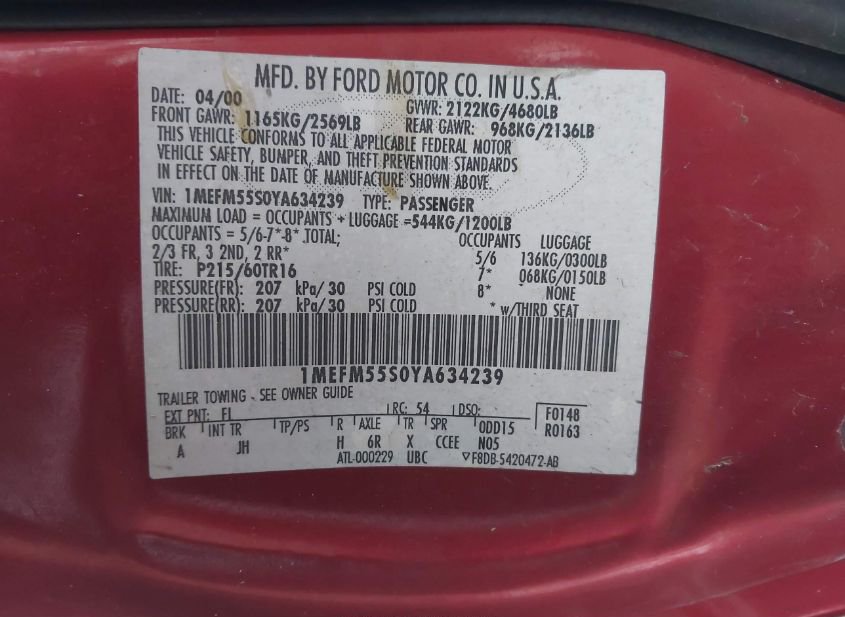 MFD. BY FORD MOTOR CO. IN U.S.A.
DATE: 04/00 GVWR: 2122KG/4680LB
FRONT GAWR: 1165KG/2569LB REAR GAWR: 968KG/2136LB
THIS VEHICLE CONFORMS TO ALL APPLICABLE FEDERAL MOTOR
VEHICLE SAFETY, BUMPER, AND THEFT PREVENTION STANDARDS
IN EFFECT ON THE DATE OF MANUFACTURE SHOWN ABOVE.
VIN: 1MEFM55S0YA634239 TYPE: PASSENGER
MAXIMUM LOAD = OCCUPANTS + LUGGAGE =544KG/1200LB
OCCUPANTS = 5/6-7*-8* TOTAL; OCCUPANTS LUGGAGE
2/3 FR, 3 2ND, 2 RR* 5/6 136KG/0300LB
TIRE: P215/60TR16 7* 068KG/0150LB
PRESSURE(FR): 207 kPa/30 PSI COLD 8* NONE
PRESSURE(RR): 207 kPa/30 PSI COLD * w/THIRD SEAT
1MEFM55S0YA634239
TRAILER TOWING - SEE OWNER GUIDE
EXT PNT: FL RC: 54 DSO: F0148
BRK INT TR TP/PS R AXLE TR SPR ODD15 R0163
A JH H 6R X CCEE N05
ATL-000229 UBC ▽F8DB-5420472-AB